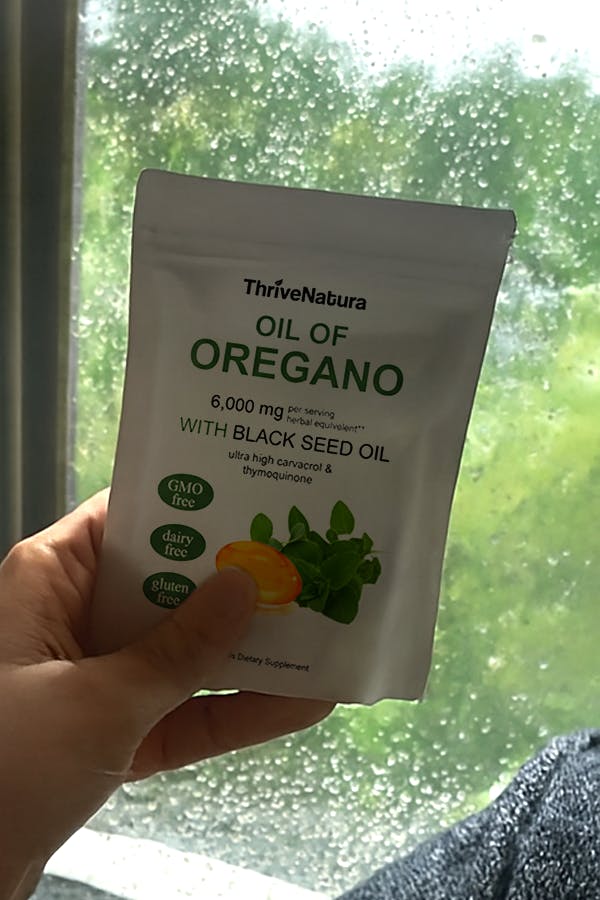 ThriveNatura
OIL OF
OREGANO
6,000 mg per serving
herbal equivelent**
WITH BLACK SEED OIL
ultra high carvacrol &
thymoquinone
GMO
free
dairy
free
gluten
free
Dietary Supplement